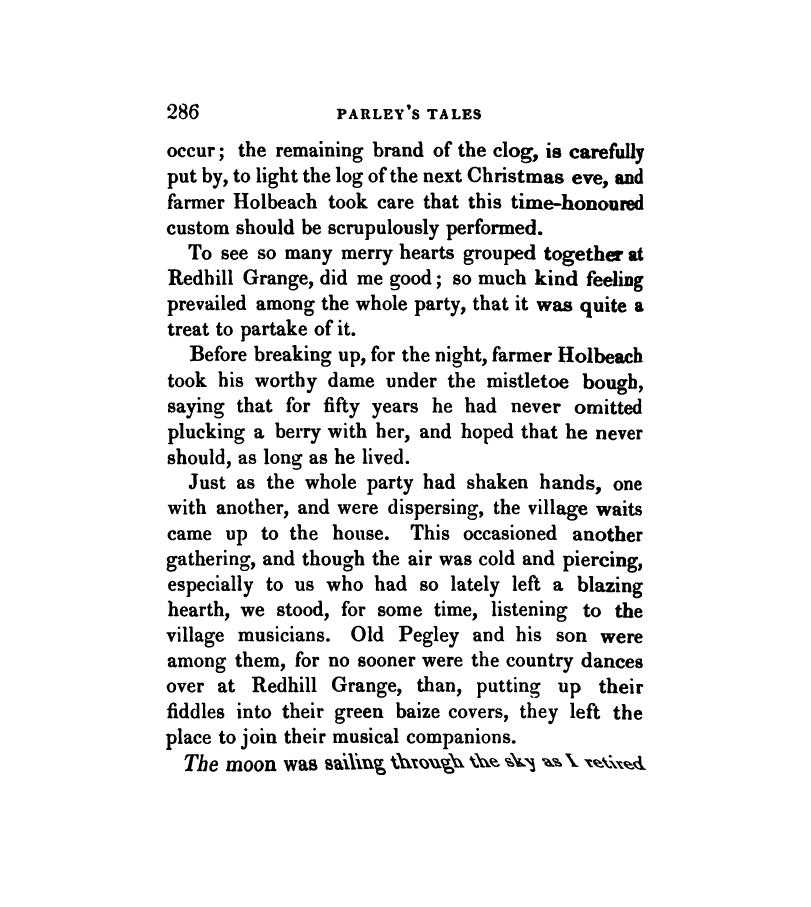 286 PARLEY'S TALES
occur; the remaining brand of the clog, is carefully
put by, to light the log of the next Christmas eve, and
farmer Holbeach took care that this time-honoured
custom should be scrupulously performed.
To see so many merry hearts grouped together at
Redhill Grange, did me good; so much kind feeling
prevailed among the whole party, that it was quite a
treat to partake of it.
Before breaking up, for the night, farmer Holbeach
took his worthy dame under the mistletoe bough,
saying that for fifty years he had never omitted
plucking a berry with her, and hoped that he never
should, as long as he lived.
Just as the whole party had shaken hands, one
with another, and were dispersing, the village waits
came up to the house. This occasioned another
gathering, and though the air was cold and piercing,
especially to us who had so lately left a blazing
hearth, we stood, for some time, listening to the
village musicians. Old Pegley and his son were
among them, for no sooner were the country dances
over at Redhill Grange, than, putting up their
fiddles into their green baize covers, they left the
place to join their musical companions.
The moon was sailing through the sky as I retired